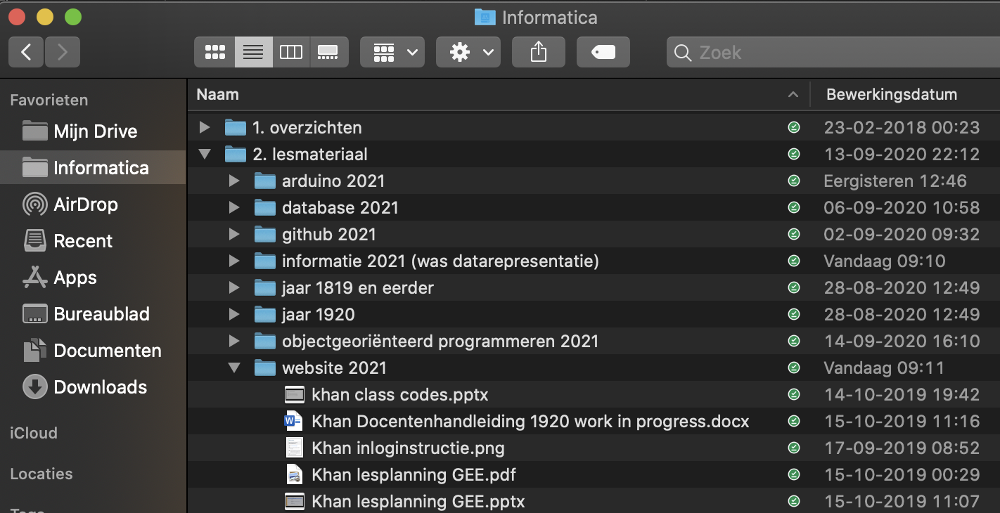 Informatica
Zoek
Favorieten
Mijn Drive
Informatica
AirDrop
Recent
Apps
Bureaublad
Documenten
Downloads
iCloud
Locaties
Tags
Naam Bewerkingsdatum
1. overzichten 23-02-2018 00:23
2. lesmateriaal 13-09-2020 22:12
arduino 2021 Eergisteren 12:46
database 2021 06-09-2020 10:58
github 2021 02-09-2020 09:32
informatie 2021 (was datarepresentatie) Vandaag 09:10
jaar 1819 en eerder 28-08-2020 12:49
jaar 1920 28-08-2020 12:49
objectgeoriënteerd programmeren 2021 14-09-2020 16:10
website 2021 Vandaag 09:11
khan class codes.pptx 14-10-2019 19:42
Khan Docentenhandleiding 1920 work in progress.docx 15-10-2019 11:16
Khan inloginstructie.png 17-09-2019 08:52
Khan lesplanning GEE.pdf 15-10-2019 00:29
Khan lesplanning GEE.pptx 15-10-2019 11:07